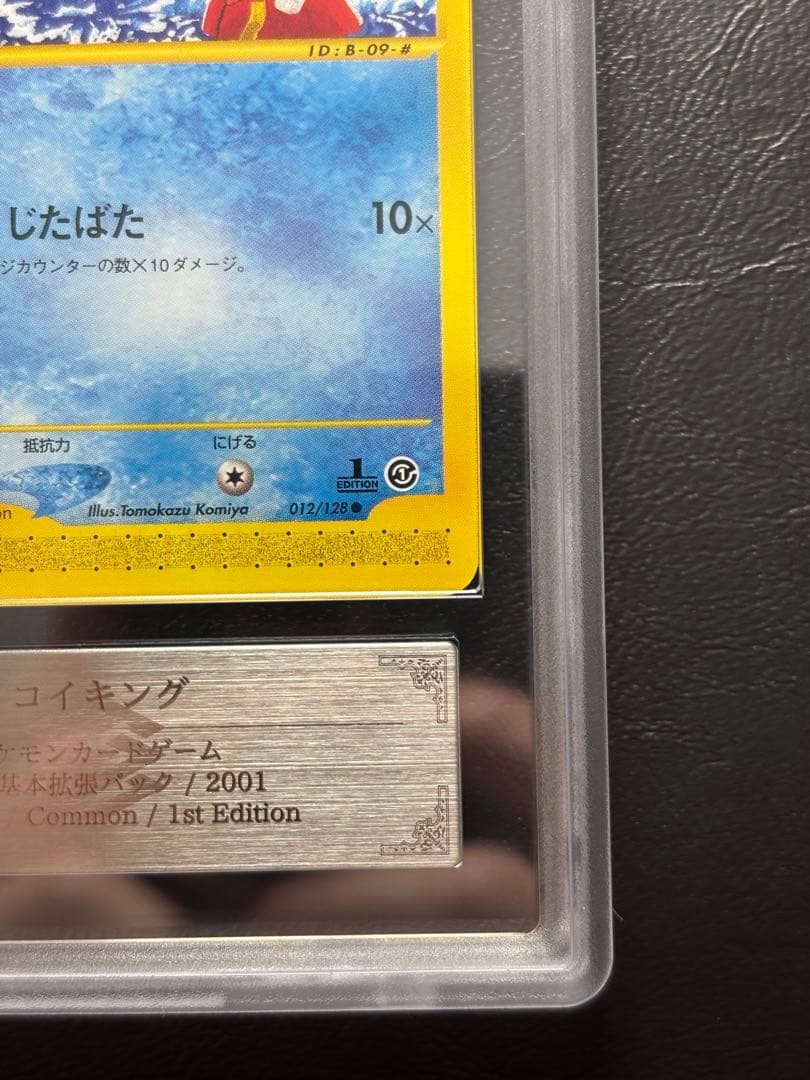 ID: B-09-#
じたばた 10×
ジカウンターの数×10ダメージ。
抵抗力 にげる
1 EDITION
on Illus. Tomokazu Komiya 012/128 ●
コイキング
ケモンカードゲーム
基本拡張パック / 2001
Common / 1st Edition